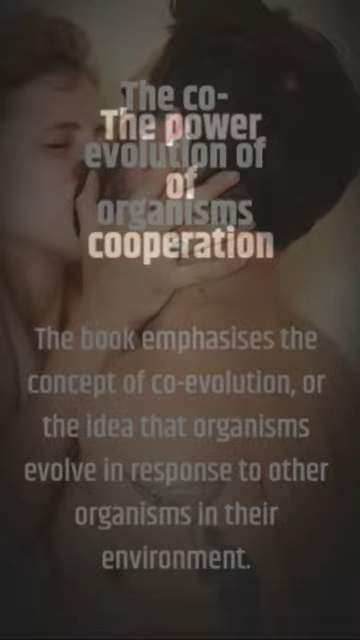 The co-
The power
evolution of
of
organisms
cooperation
The book emphasises the
concept of co-evolution, or
the idea that organisms
evolve in response to other
organisms in their
environment.